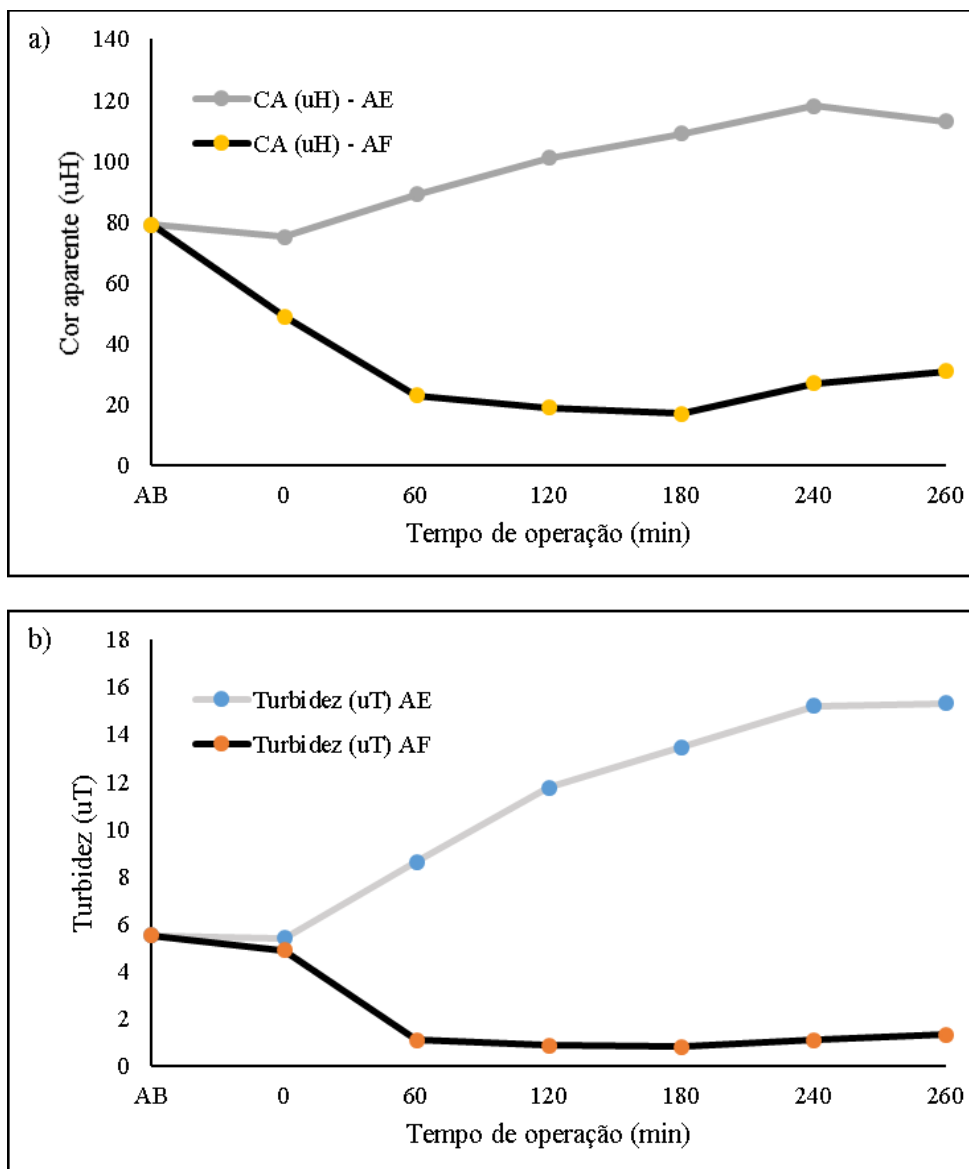 a)
140
120
100
80
60
40
20
0
Cor aparente (uH)
CA (uH) - AE
CA (uH) - AF
AB 0 60 120 180 240 260
Tempo de operação (min)
b)
18
16
14
12
10
8
6
4
2
0
Turbidez (uT)
Turbidez (uT) AE
Turbidez (uT) AF
AB 0 60 120 180 240 260
Tempo de operação (min)